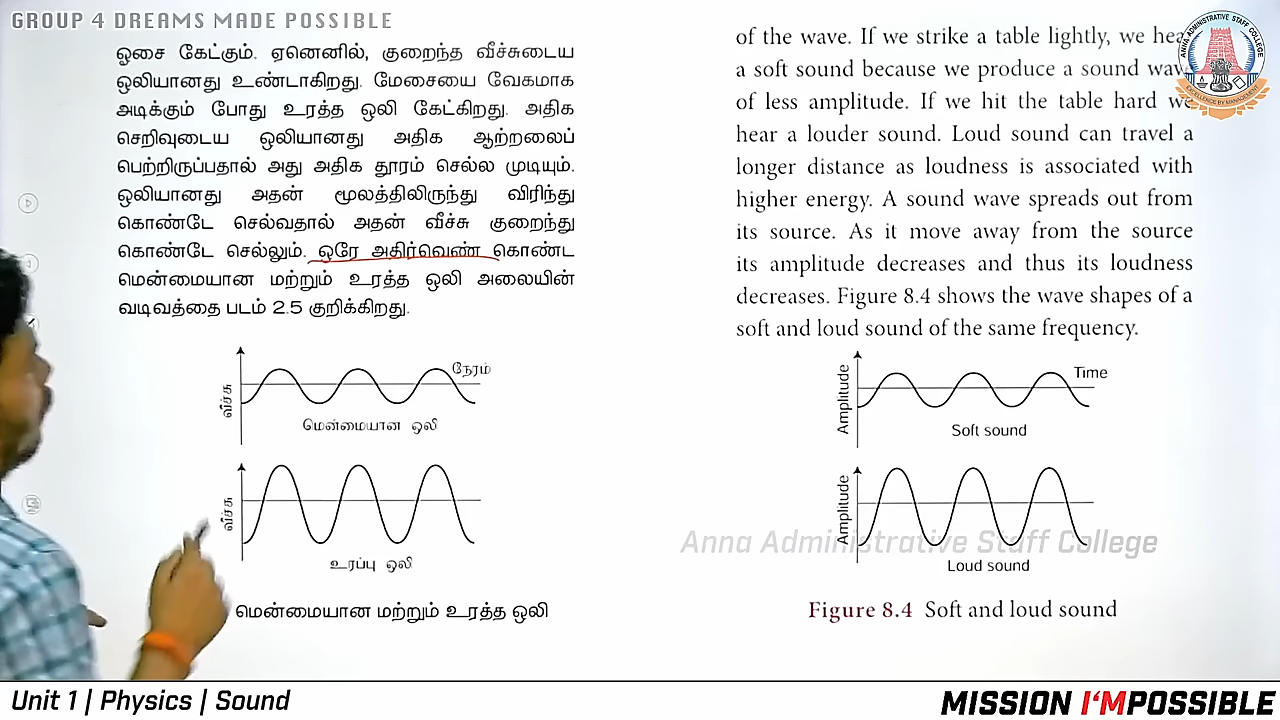 GROUP 4 DREAMS MADE POSSIBLE
ஓசை கேட்கும். ஏனெனில், குறைந்த வீச்சுடைய
ஒலியானது உண்டாகிறது. மேசையை வேகமாக
அடிக்கும் போது உரத்த ஒலி கேட்கிறது. அதிக
செறிவுடைய ஒலியானது அதிக ஆற்றலைப்
பெற்றிருப்பதால் அது அதிக தூரம் செல்ல முடியும்.
ஒலியானது அதன் மூலத்திலிருந்து விரிந்து
கொண்டே செல்வதால் அதன் வீச்சு குறைந்து
கொண்டே செல்லும். ஒரே அதிர்வெண் கொண்ட
மென்மையான மற்றும் உரத்த ஒலி அலையின்
வடிவத்தை படம் 2.5 குறிக்கிறது.
நேரம்
வீச்சு
மென்மையான ஒலி
வீச்சு
உரப்பு ஒலி
மென்மையான மற்றும் உரத்த ஒலி
of the wave. If we strike a table lightly, we hear
a soft sound because we produce a sound wave
of less amplitude. If we hit the table hard we
hear a louder sound. Loud sound can travel a
longer distance as loudness is associated with
higher energy. A sound wave spreads out from
its source. As it move away from the source
its amplitude decreases and thus its loudness
decreases. Figure 8.4 shows the wave shapes of a
soft and loud sound of the same frequency.
Time
Amplitude
Soft sound
Amplitude
Loud sound
Figure 8.4 Soft and loud sound
Anna Administrative Staff College
ANNA ADMINISTRATIVE STAFF COLLEGE
EXCELLENCE BY MANAGEMENT
Unit 1 | Physics | Sound
MISSION I'MPOSSIBLE